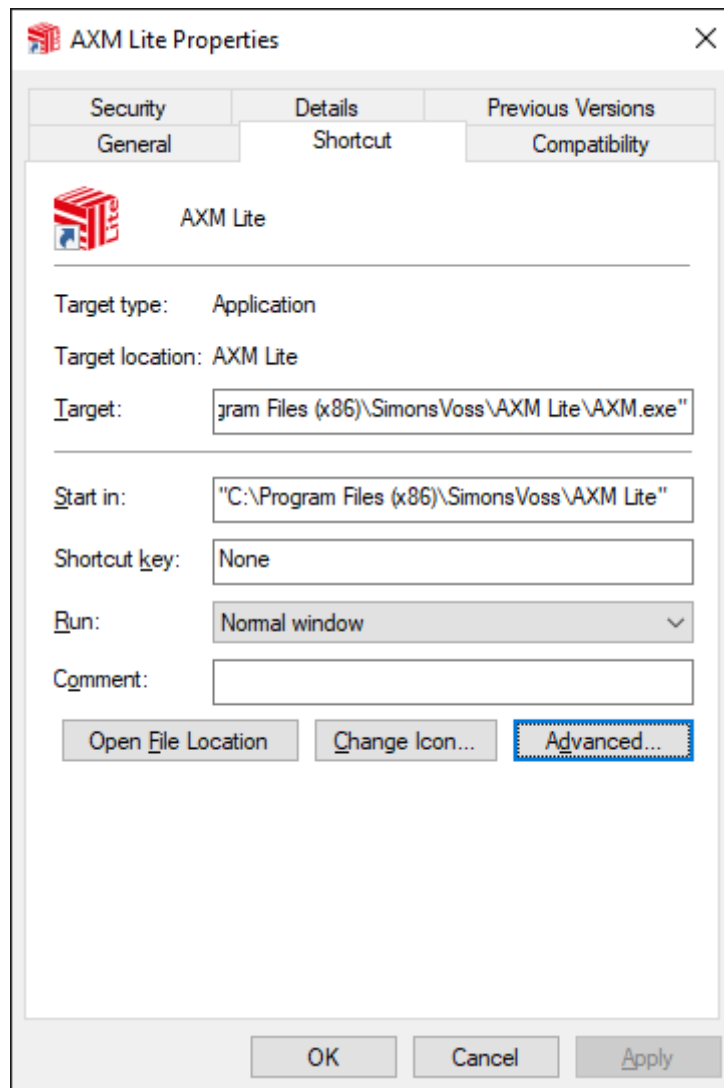 AXM Lite Properties
Security Details Previous Versions
General Shortcut Compatibility
Lite
AXM Lite
Target type: Application
Target location: AXM Lite
Target: gram Files (x86)\SimonsVoss\AXM Lite\AXM.exe"
Start in: "C:\Program Files (x86)\SimonsVoss\AXM Lite"
Shortcut key: None
Run: Normal window
Comment:
Open File Location Change Icon... Advanced...
OK Cancel Apply